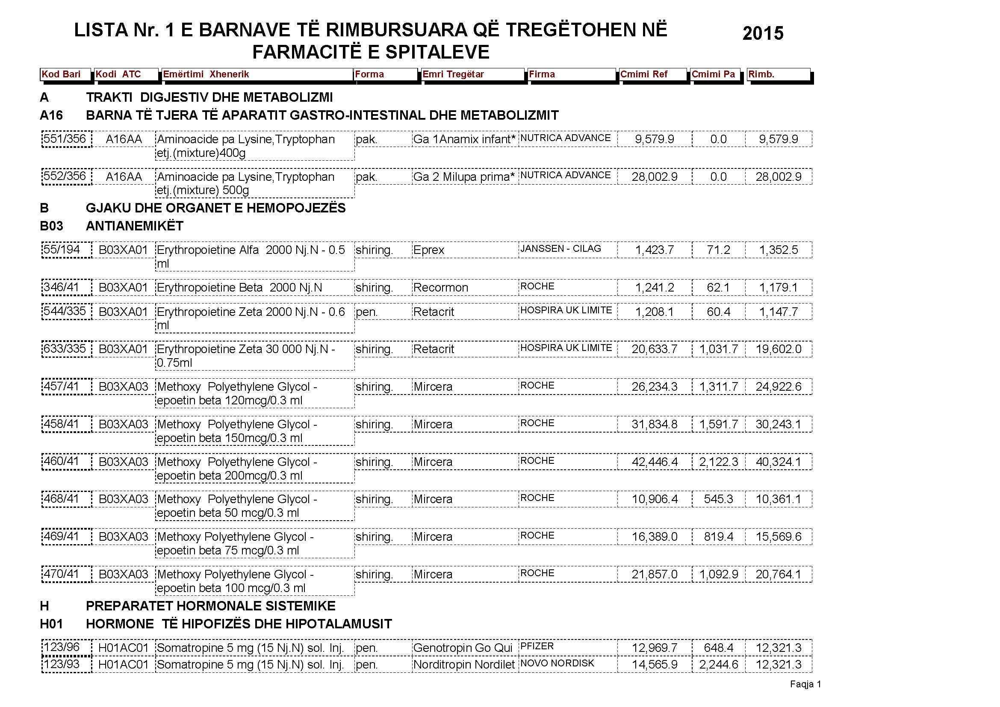 LISTA Nr. 1 E BARNAVE TË RIMBURSUARA QË TREGËTOHEN NË 2015
FARMACITË E SPITALEVE
Kod Bari Kodi ATC Emërtimi Xhenerik Forma Emri Tregëtar Firma Cmimi Ref Cmimi Pa Rimb.
A TRAKTI DIGJESTIV DHE METABOLIZMI
A16 BARNA TË TJERA TË APARATIT GASTRO-INTESTINAL DHE METABOLIZMIT
551/356 A16AA Aminoacide pa Lysine,Tryptophan pak. Ga 1Anamix infant* NUTRICA ADVANCE 9,579.9 0.0 9,579.9
etj.(mixture)400g
552/356 A16AA Aminoacide pa Lysine,Tryptophan pak. Ga 2 Milupa prima* NUTRICA ADVANCE 28,002.9 0.0 28,002.9
etj.(mixture) 500g
B GJAKU DHE ORGANET E HEMOPOJEZËS
B03 ANTIANEMIKËT
55/194 B03XA01 Erythropoietine Alfa 2000 Nj.N - 0.5 shiring. Eprex JANSSEN - CILAG 1,423.7 71.2 1,352.5
ml
346/41 B03XA01 Erythropoietine Beta 2000 Nj.N shiring. Recormon ROCHE 1,241.2 62.1 1,179.1
544/335 B03XA01 Erythropoietine Zeta 2000 Nj.N - 0.6 pen. Retacrit HOSPIRA UK LIMITE 1,208.1 60.4 1,147.7
ml
633/335 B03XA01 Erythropoietine Zeta 30 000 Nj.N - shiring. Retacrit HOSPIRA UK LIMITE 20,633.7 1,031.7 19,602.0
0.75ml
457/41 B03XA03 Methoxy Polyethylene Glycol - shiring. Mircera ROCHE 26,234.3 1,311.7 24,922.6
epoetin beta 120mcg/0.3 ml
458/41 B03XA03 Methoxy Polyethylene Glycol - shiring. Mircera ROCHE 31,834.8 1,591.7 30,243.1
epoetin beta 150mcg/0.3 ml
460/41 B03XA03 Methoxy Polyethylene Glycol - shiring. Mircera ROCHE 42,446.4 2,122.3 40,324.1
epoetin beta 200mcg/0.3 ml
468/41 B03XA03 Methoxy Polyethylene Glycol - shiring. Mircera ROCHE 10,906.4 545.3 10,361.1
epoetin beta 50 mcg/0.3 ml
469/41 B03XA03 Methoxy Polyethylene Glycol - shiring. Mircera ROCHE 16,389.0 819.4 15,569.6
epoetin beta 75 mcg/0.3 ml
470/41 B03XA03 Methoxy Polyethylene Glycol - shiring. Mircera ROCHE 21,857.0 1,092.9 20,764.1
epoetin beta 100 mcg/0.3 ml
H PREPARATET HORMONALE SISTEMIKE
H01 HORMONE TË HIPOFIZËS DHE HIPOTALAMUSIT
123/96 H01AC01 Somatropine 5 mg (15 Nj.N) sol. Inj. pen. Genotropin Go Qui PFIZER 12,969.7 648.4 12,321.3
123/93 H01AC01 Somatropine 5 mg (15 Nj.N) sol. Inj. pen. Norditropin Nordilet NOVO NORDISK 14,565.9 2,244.6 12,321.3
Faqja 1